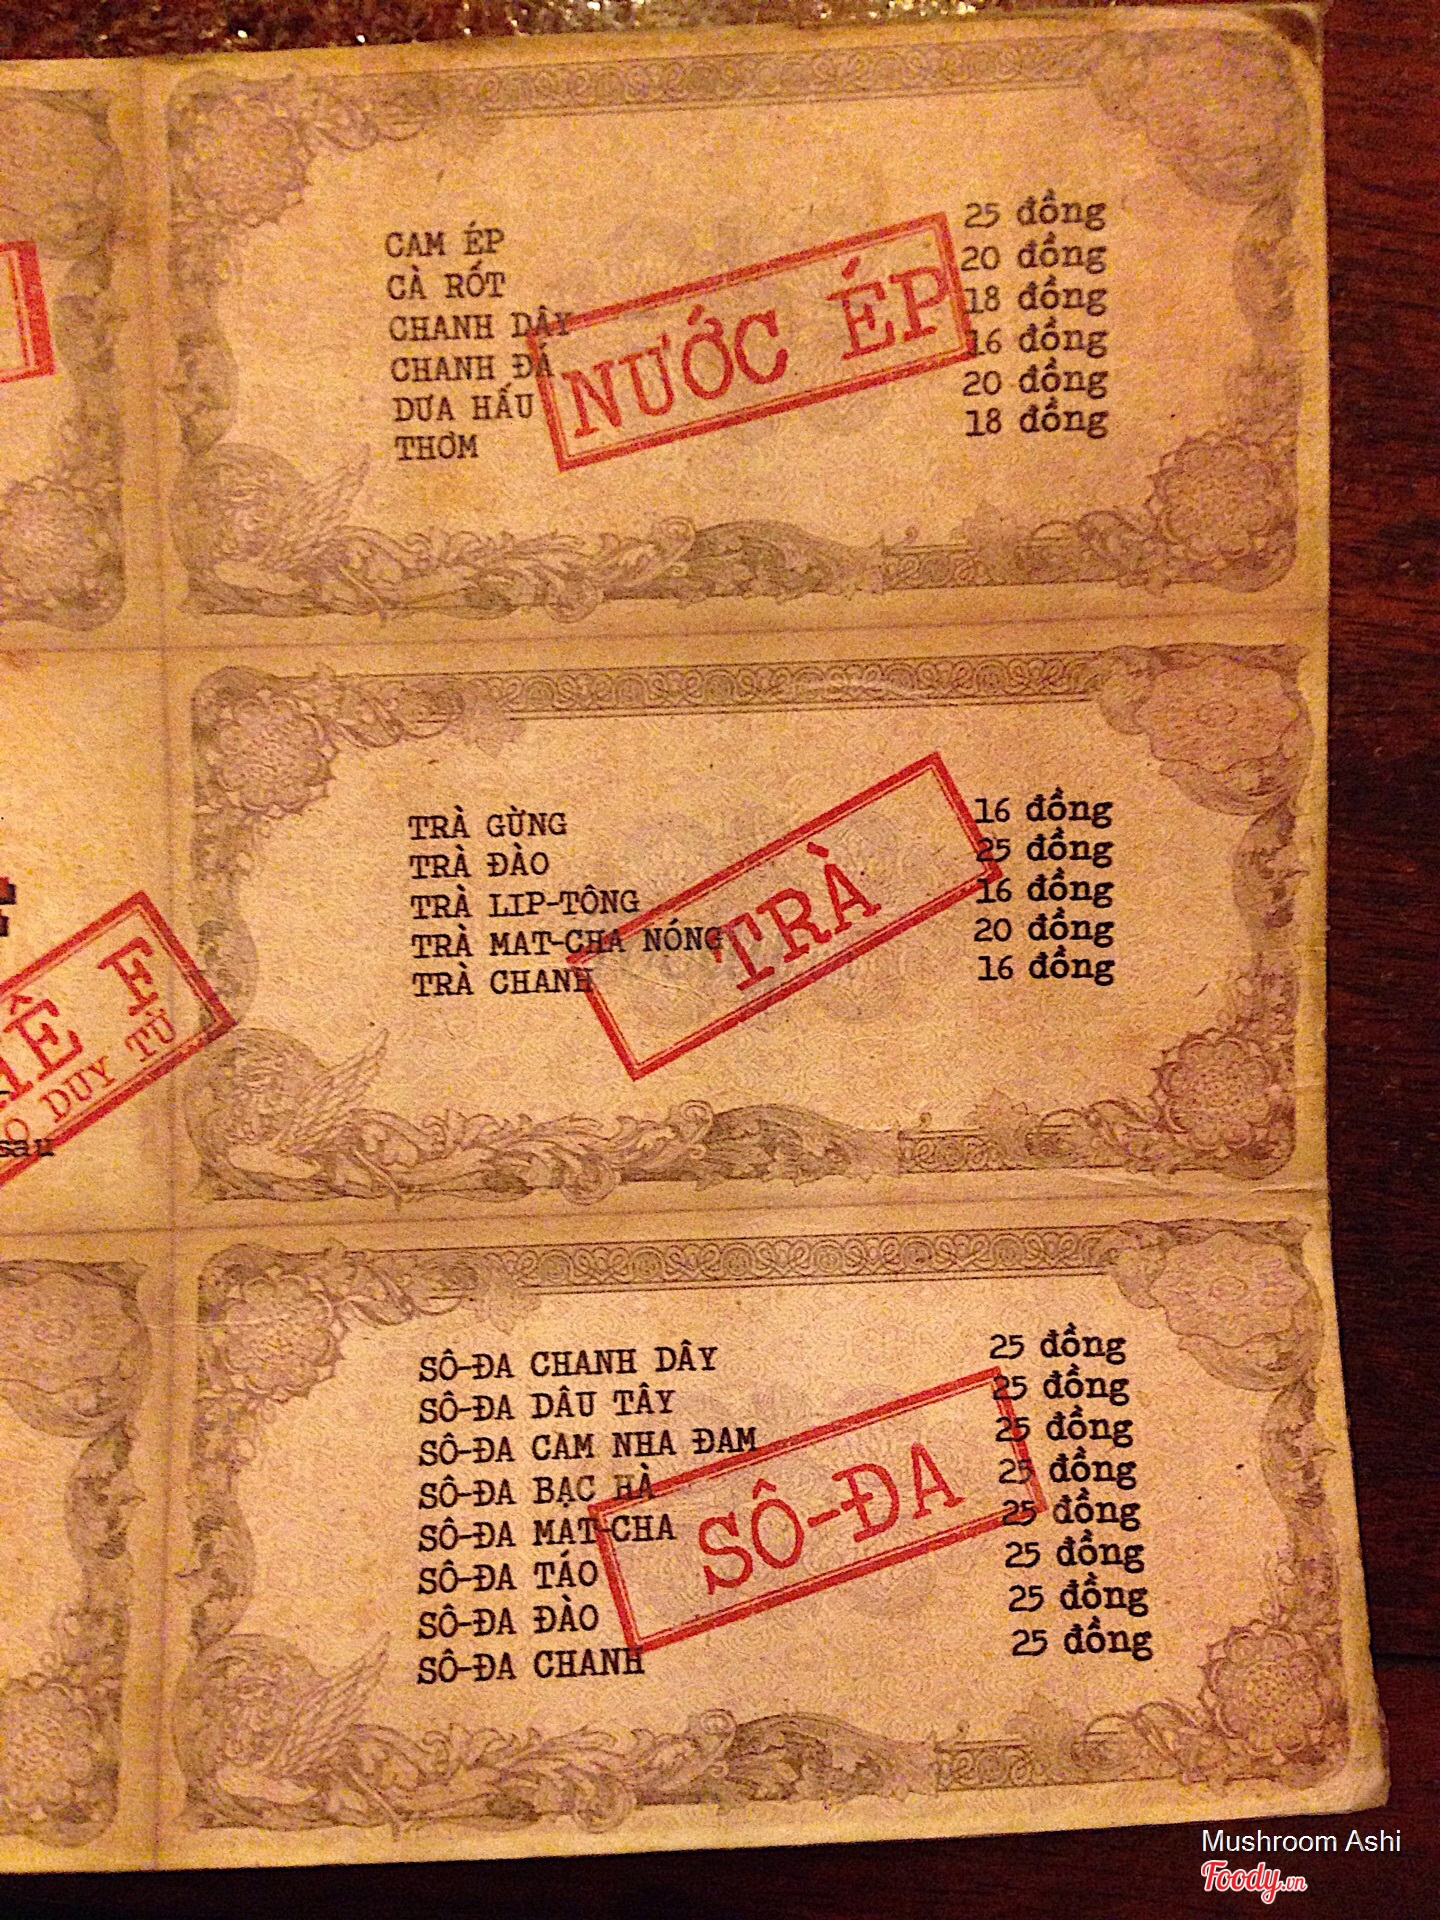 CAM ÉP 25 đồng
CÀ RỐT 20 đồng
CHANH DÂY 18 đồng
CHANH ĐÁ 16 đồng
DƯA HẤU 20 đồng
THƠM 18 đồng
NƯỚC ÉP
TRÀ GỪNG 16 đồng
TRÀ ĐÀO 25 đồng
TRÀ LIP-TÔNG 16 đồng
TRÀ MAT-CHA NÓNG 20 đồng
TRÀ CHANH 16 đồng
TRÀ
DUY TỪ
sau
SÔ-ĐA CHANH DÂY 25 đồng
SÔ-ĐA DÂU TÂY 25 đồng
SÔ-ĐA CAM NHA ĐAM 25 đồng
SÔ-ĐA BẠC HÀ 25 đồng
SÔ-ĐA MAT-CHA 25 đồng
SÔ-ĐA TÁO 25 đồng
SÔ-ĐA ĐÀO 25 đồng
SÔ-ĐA CHANH 25 đồng
SÔ-ĐA
Mushroom Ashi
Foody.vn